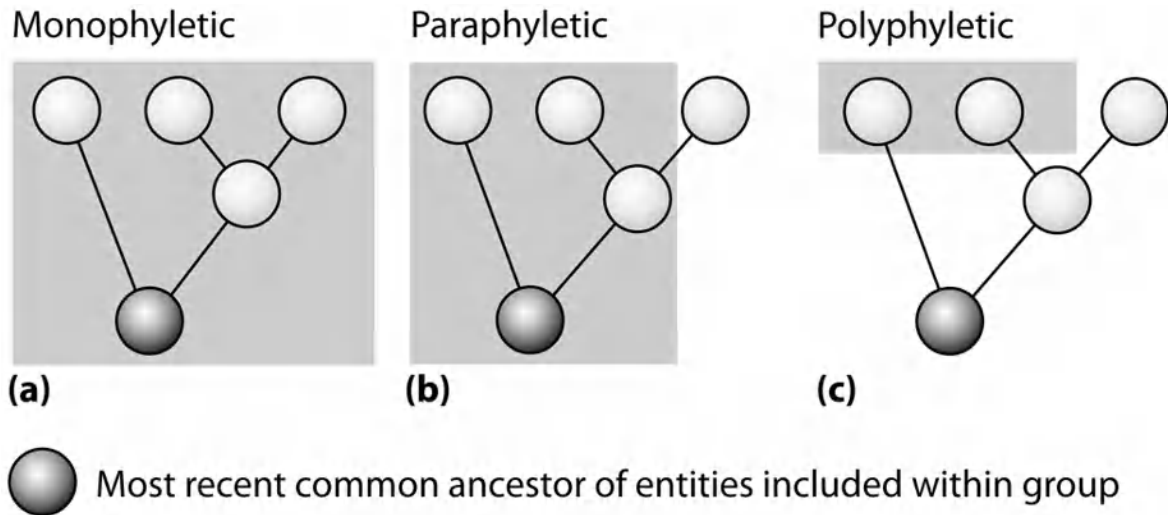 Monophyletic
Paraphyletic
Polyphyletic
(a)
(b)
(c)
Most recent common ancestor of entities included within group